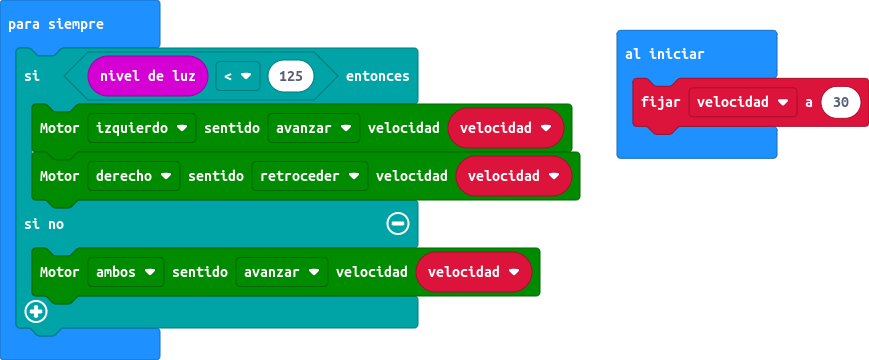 para siempre
si nivel de luz < 125 entonces
Motor izquierdo sentido avanzar velocidad velocidad
Motor derecho sentido retroceder velocidad velocidad
si no
Motor ambos sentido avanzar velocidad velocidad
al iniciar
fijar velocidad a 30